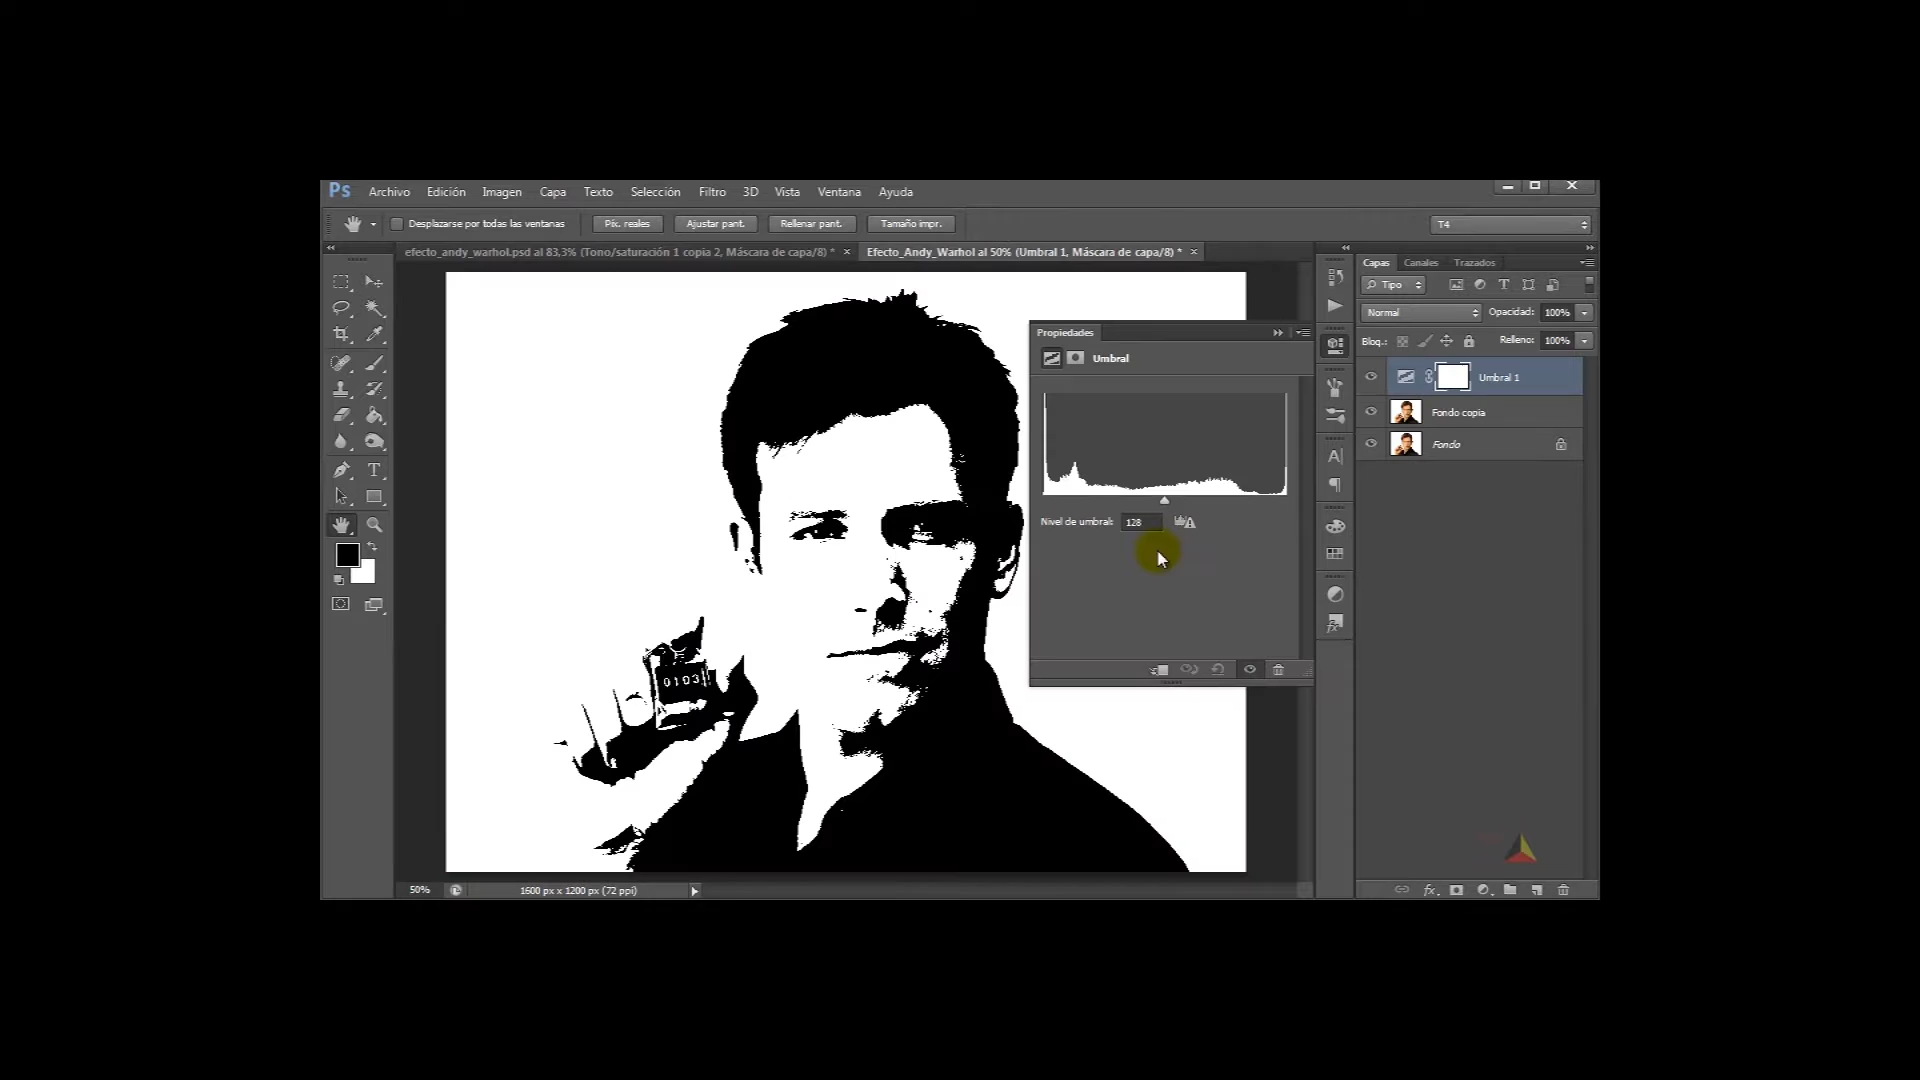 Ps Archivo Edición Imagen Capa Texto Selección Filtro 3D Vista Ventana Ayuda
Desplazarse por todas las ventanas Píx. reales Ajustar pant. Rellenar pant. Tamaño impr. T4
efecto_andy_warhol.psd al 83,3% (Tono/saturación 1 copia 2, Máscara de capa/8) * × Efecto_Andy_Warhol al 50% (Umbral 1, Máscara de capa/8) * ×
Capas Canales Trazados
Tipo
Normal Opacidad: 100%
Bloq.: Relleno: 100%
Umbral 1
Fondo copia
Fondo
Propiedades
Umbral
Nivel de umbral: 128
0103
50% 1600 px x 1200 px (72 ppi)